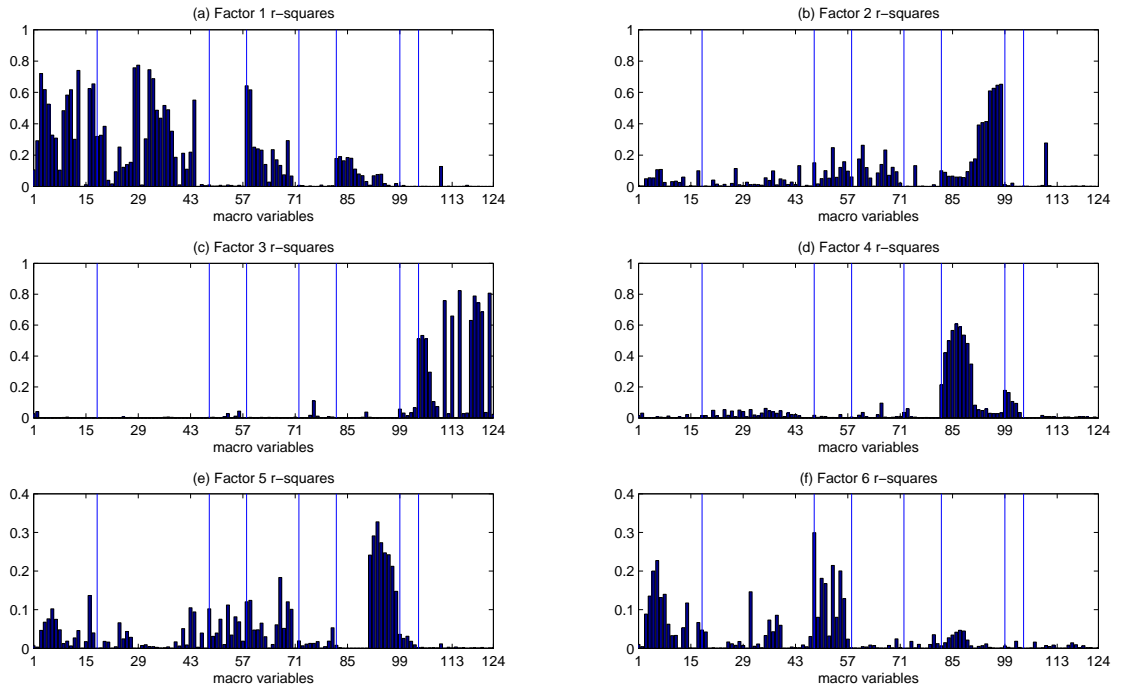 (a) Factor 1 r−squares
1
0.8
0.6
0.4
0.2
0
1 15 29 43 57 71 85 99 113 124
macro variables
(b) Factor 2 r−squares
1
0.8
0.6
0.4
0.2
0
1 15 29 43 57 71 85 99 113 124
macro variables
(c) Factor 3 r−squares
1
0.8
0.6
0.4
0.2
0
1 15 29 43 57 71 85 99 113 124
macro variables
(d) Factor 4 r−squares
1
0.8
0.6
0.4
0.2
0
1 15 29 43 57 71 85 99 113 124
macro variables
(e) Factor 5 r−squares
0.4
0.3
0.2
0.1
0
1 15 29 43 57 71 85 99 113 124
macro variables
(f) Factor 6 r−squares
0.4
0.3
0.2
0.1
0
1 15 29 43 57 71 85 99 113 124
macro variables